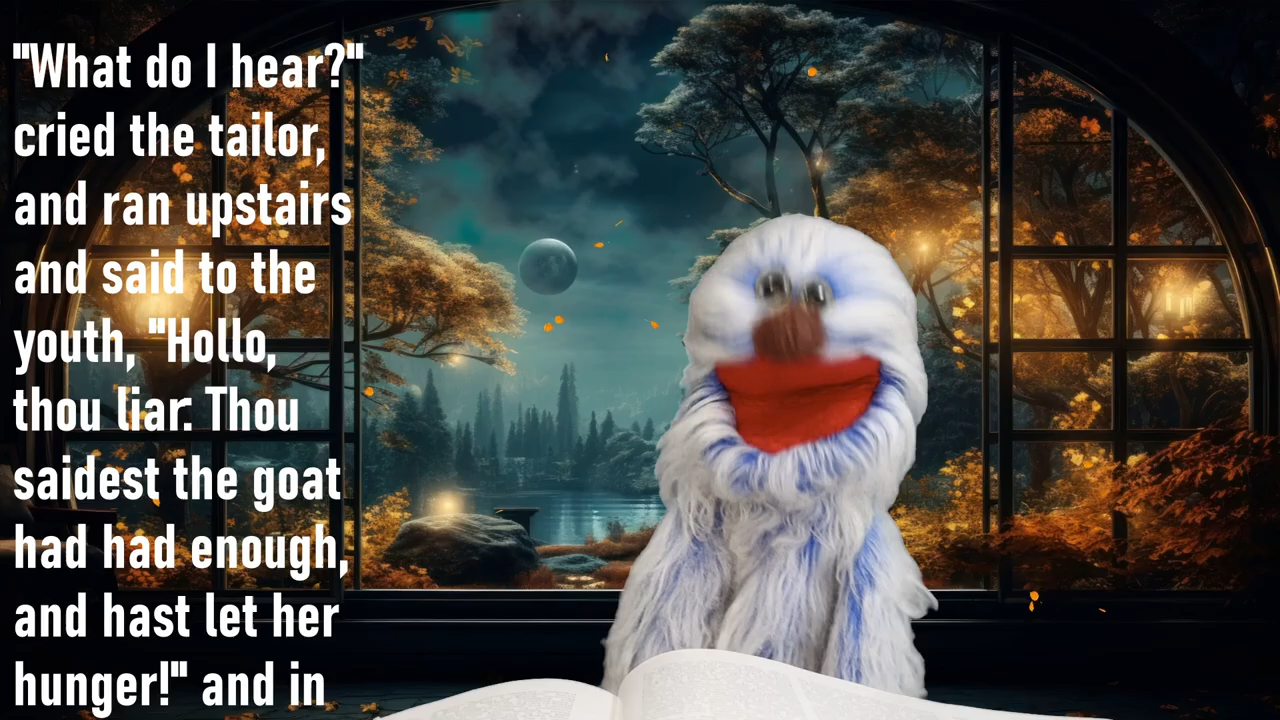 "What do I hear?"
cried the tailor,
and ran upstairs
and said to the
youth, "Hollo,
thou liar. Thou
saidest the goat
had had enough,
and hast let her
hunger!" and in